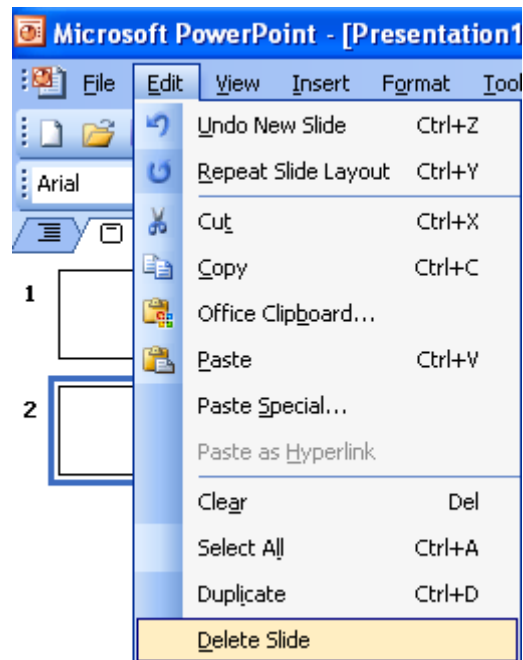 Microsoft PowerPoint - [Presentation1
File Edit View Insert Format Tool
Arial
Undo New Slide Ctrl+Z
Repeat Slide Layout Ctrl+Y
Cut Ctrl+X
Copy Ctrl+C
1
Office Clipboard...
Paste Ctrl+V
2
Paste Special...
Paste as Hyperlink
Clear Del
Select All Ctrl+A
Duplicate Ctrl+D
Delete Slide